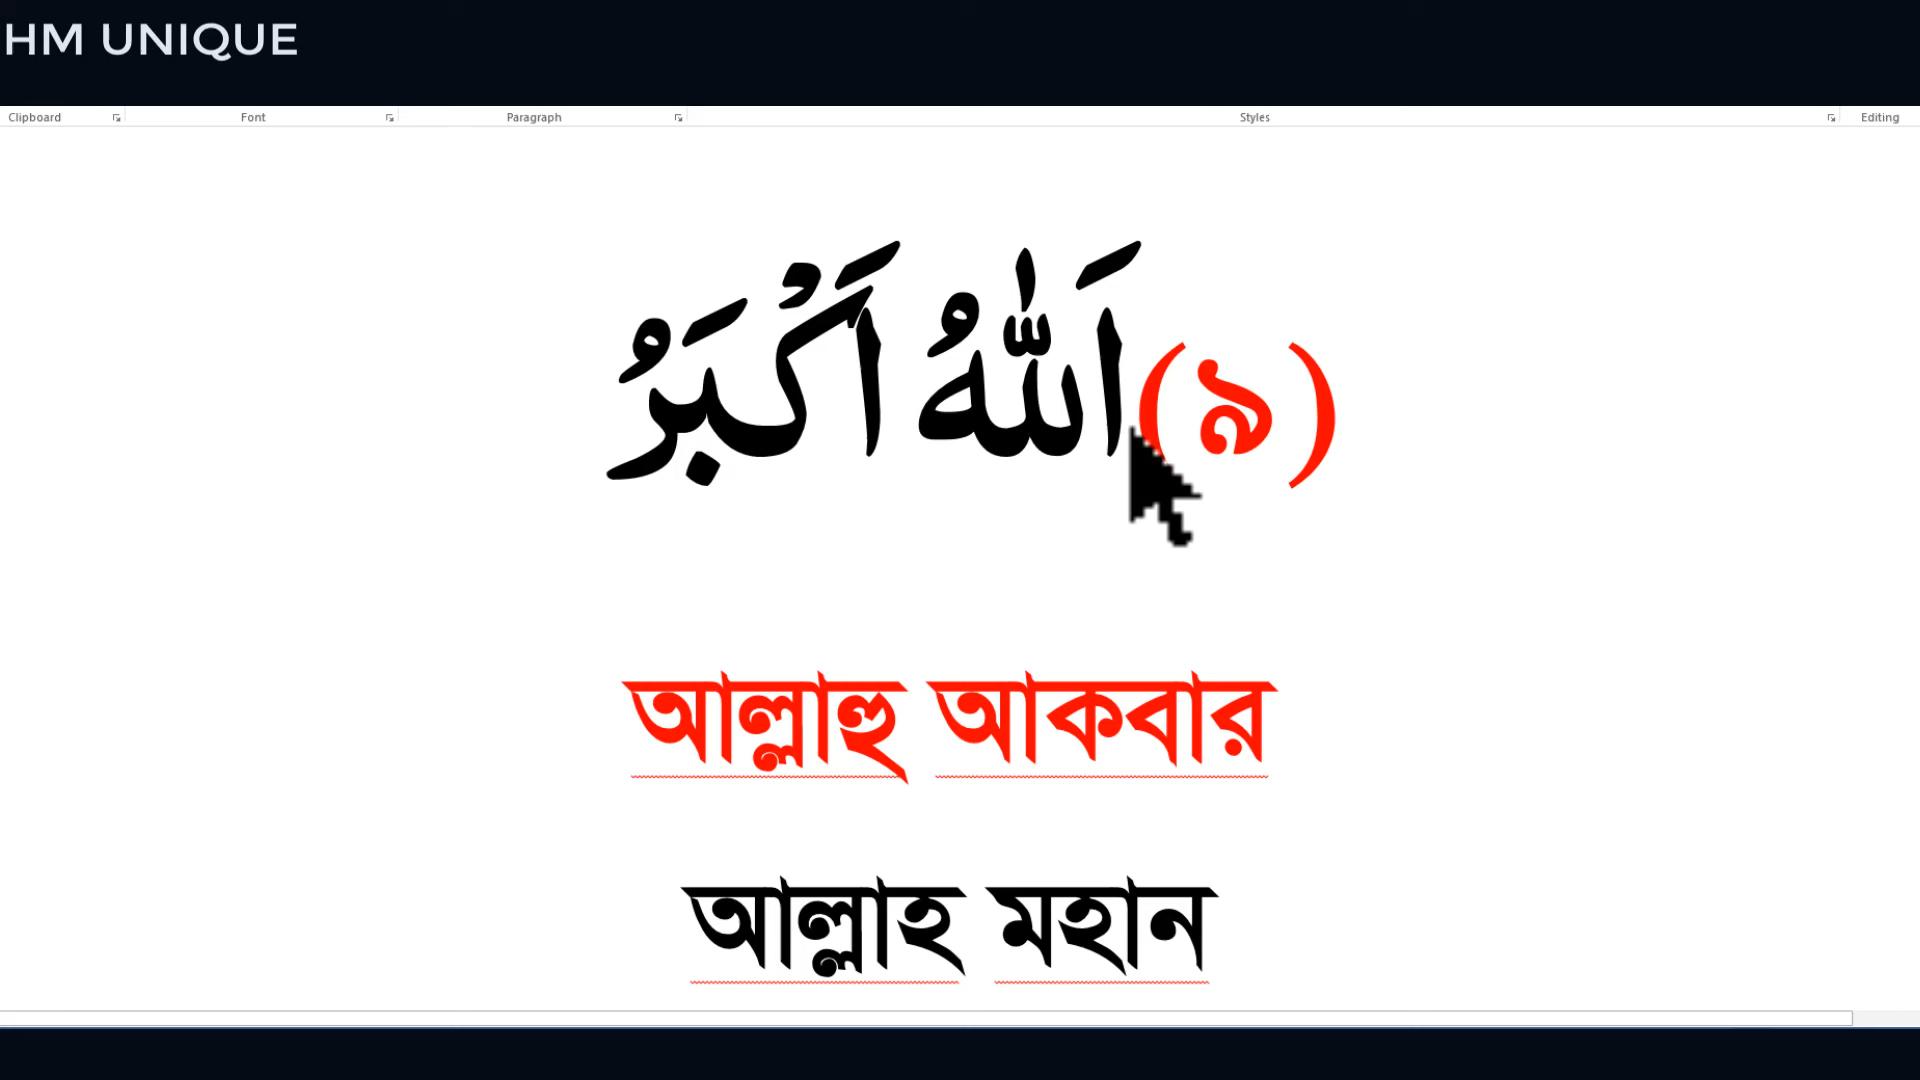 HM UNIQUE
Clipboard Font Paragraph Styles Editing
(৯) اَللّٰهُ اَكْبَرُ
আল্লাহু আকবার
আল্লাহ মহান